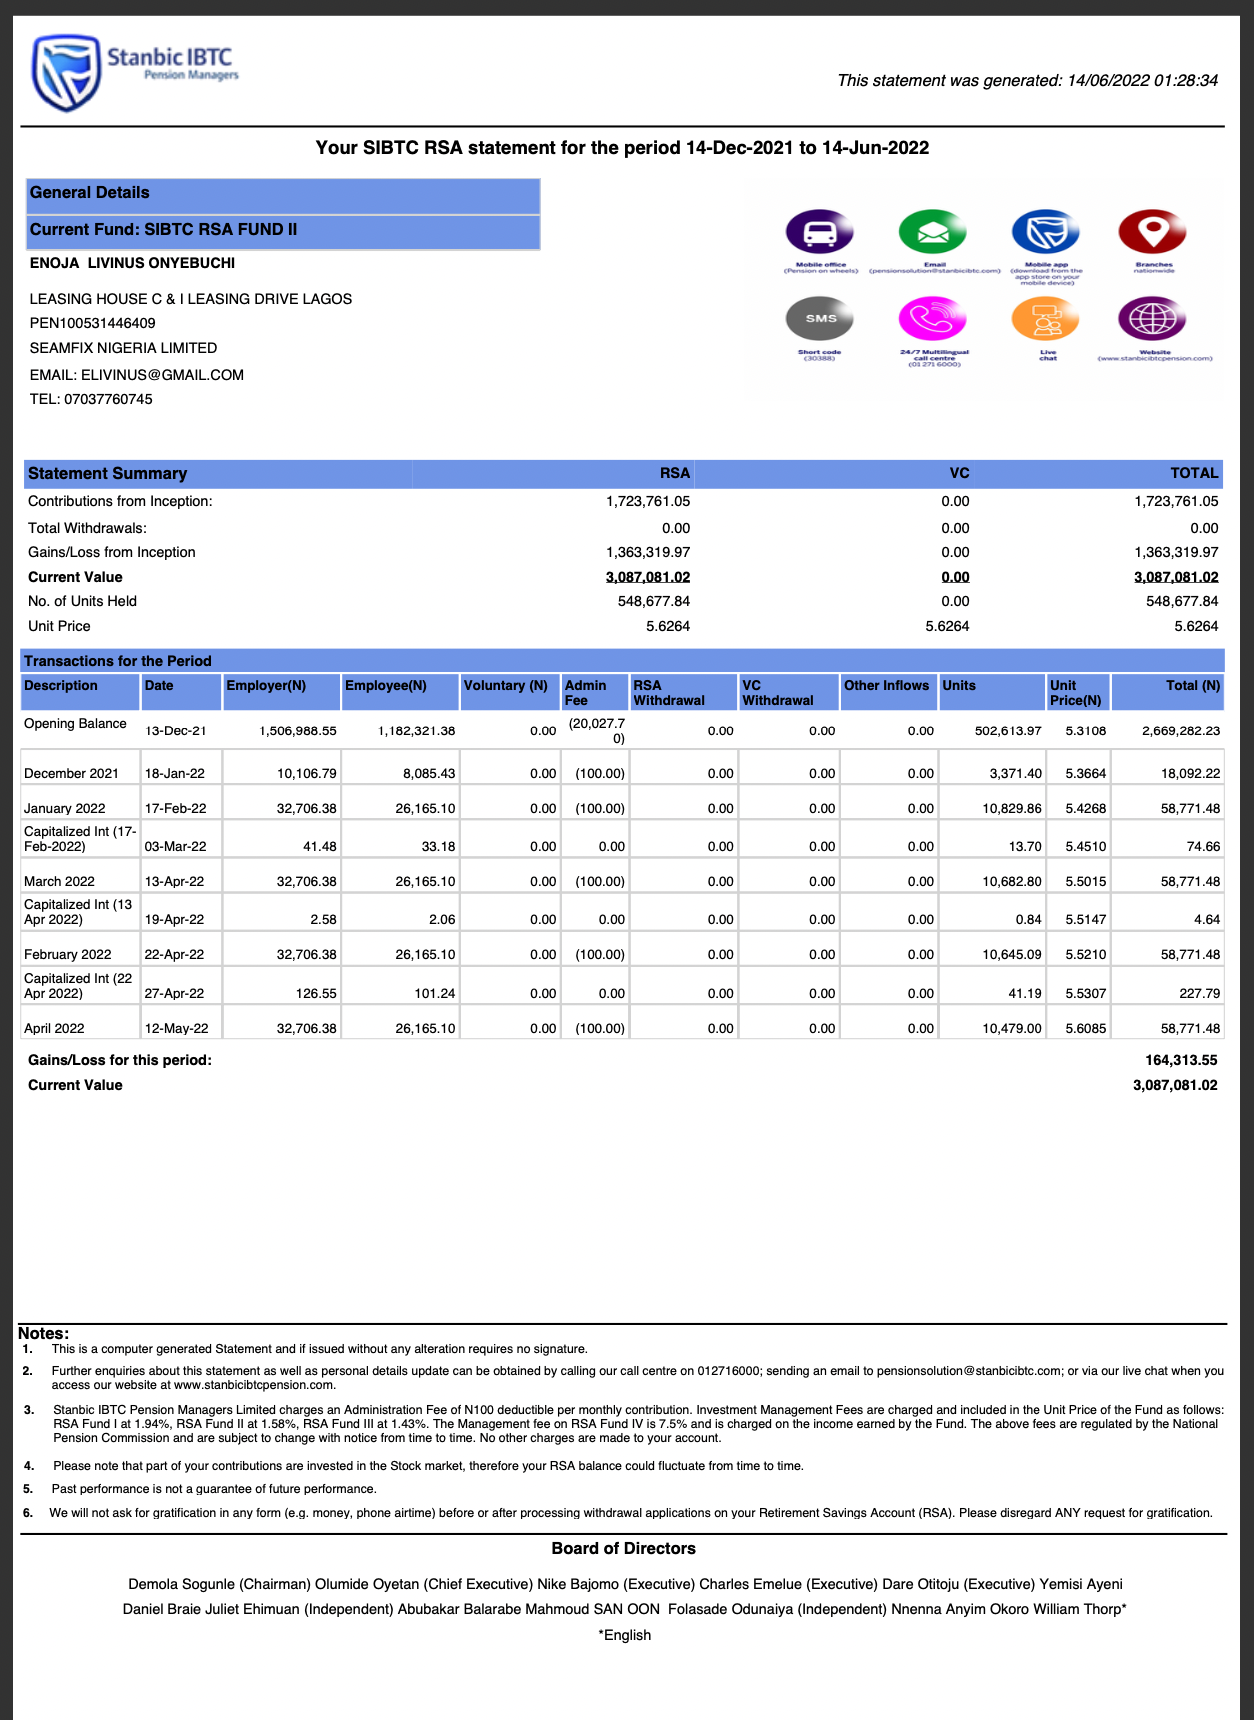 Stanbic IBTC
Pension Managers
This statement was generated: 14/06/2022 01:28:34
Your SIBTC RSA statement for the period 14-Dec-2021 to 14-Jun-2022
General Details
Current Fund: SIBTC RSA FUND II
ENOJA LIVINUS ONYEBUCHI
LEASING HOUSE C & I LEASING DRIVE LAGOS
PEN100531446409
SEAMFIX NIGERIA LIMITED
EMAIL: ELIVINUS@GMAIL.COM
TEL: 07037760745
Mobile office
(Pension on wheels)
Email
(pensionsolution@stanbicibtc.com)
Mobile app
(download from the
app store on your
mobile device)
Branches
nationwide
SMS
Short code
(30388)
24/7 Multilingual
call centre
(01 271 6000)
Live
chat
Website
(www.stanbicibtcpension.com)
Statement Summary RSA VC TOTAL
Contributions from Inception: 1,723,761.05 0.00 1,723,761.05
Total Withdrawals: 0.00 0.00 0.00
Gains/Loss from Inception 1,363,319.97 0.00 1,363,319.97
Current Value 3,087,081.02 0.00 3,087,081.02
No. of Units Held 548,677.84 0.00 548,677.84
Unit Price 5.6264 5.6264 5.6264
Transactions for the Period
Description Date Employer(N) Employee(N) Voluntary (N) Admin Fee RSA Withdrawal VC Withdrawal Other Inflows Units Unit Price(N) Total (N)
Opening Balance 13-Dec-21 1,506,988.55 1,182,321.38 0.00 (20,027.70) 0.00 0.00 0.00 502,613.97 5.3108 2,669,282.23
December 2021 18-Jan-22 10,106.79 8,085.43 0.00 (100.00) 0.00 0.00 0.00 3,371.40 5.3664 18,092.22
January 2022 17-Feb-22 32,706.38 26,165.10 0.00 (100.00) 0.00 0.00 0.00 10,829.86 5.4268 58,771.48
Capitalized Int (17-Feb-2022) 03-Mar-22 41.48 33.18 0.00 0.00 0.00 0.00 0.00 13.70 5.4510 74.66
March 2022 13-Apr-22 32,706.38 26,165.10 0.00 (100.00) 0.00 0.00 0.00 10,682.80 5.5015 58,771.48
Capitalized Int (13 Apr 2022) 19-Apr-22 2.58 2.06 0.00 0.00 0.00 0.00 0.00 0.84 5.5147 4.64
February 2022 22-Apr-22 32,706.38 26,165.10 0.00 (100.00) 0.00 0.00 0.00 10,645.09 5.5210 58,771.48
Capitalized Int (22 Apr 2022) 27-Apr-22 126.55 101.24 0.00 0.00 0.00 0.00 0.00 41.19 5.5307 227.79
April 2022 12-May-22 32,706.38 26,165.10 0.00 (100.00) 0.00 0.00 0.00 10,479.00 5.6085 58,771.48
Gains/Loss for this period: 164,313.55
Current Value 3,087,081.02
Notes:
1. This is a computer generated Statement and if issued without any alteration requires no signature.
2. Further enquiries about this statement as well as personal details update can be obtained by calling our call centre on 012716000; sending an email to pensionsolution@stanbicibtc.com; or via our live chat when you
access our website at www.stanbicibtcpension.com.
3. Stanbic IBTC Pension Managers Limited charges an Administration Fee of N100 deductible per monthly contribution. Investment Management Fees are charged and included in the Unit Price of the Fund as follows:
RSA Fund I at 1.94%, RSA Fund II at 1.58%, RSA Fund III at 1.43%. The Management fee on RSA Fund IV is 7.5% and is charged on the income earned by the Fund. The above fees are regulated by the National
Pension Commission and are subject to change with notice from time to time. No other charges are made to your account.
4. Please note that part of your contributions are invested in the Stock market, therefore your RSA balance could fluctuate from time to time.
5. Past performance is not a guarantee of future performance.
6. We will not ask for gratification in any form (e.g. money, phone airtime) before or after processing withdrawal applications on your Retirement Savings Account (RSA). Please disregard ANY request for gratification.
Board of Directors
Demola Sogunle (Chairman) Olumide Oyetan (Chief Executive) Nike Bajomo (Executive) Charles Emelue (Executive) Dare Otitoju (Executive) Yemisi Ayeni
Daniel Braie Juliet Ehimuan (Independent) Abubakar Balarabe Mahmoud SAN OON Folasade Odunaiya (Independent) Nnenna Anyim Okoro William Thorp*
*English